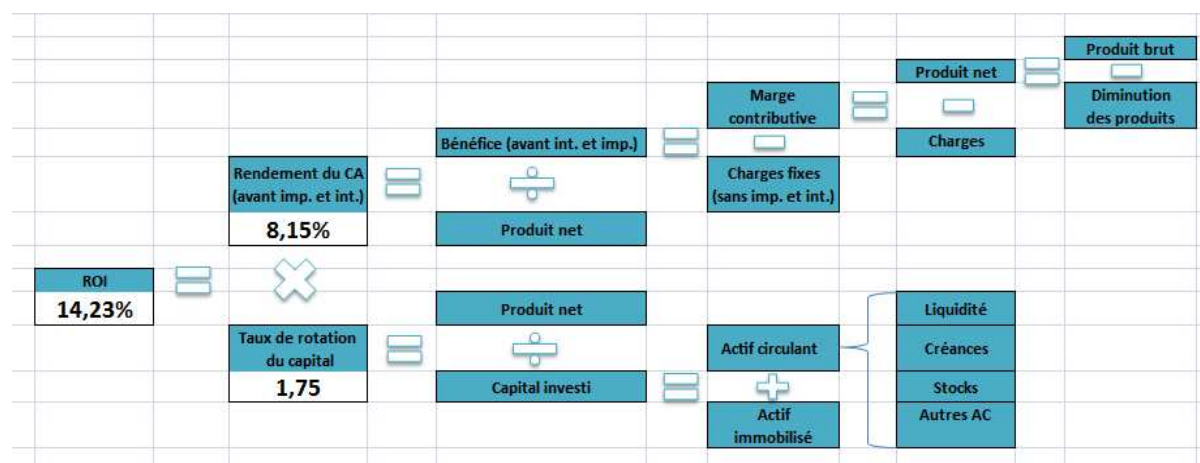 Produit brut
Produit net
Marge
contributive
Diminution
des produits
Bénéfice (avant int. et imp.)
Charges
Rendement du CA
(avant imp. et int.)
Charges fixes
(sans imp. et int.)
8,15%
Produit net
ROI
14,23%
Produit net
Liquidité
Taux de rotation
du capital
Actif circulant
Créances
1,75
Capital investi
Stocks
Actif
immobilisé
Autres AC